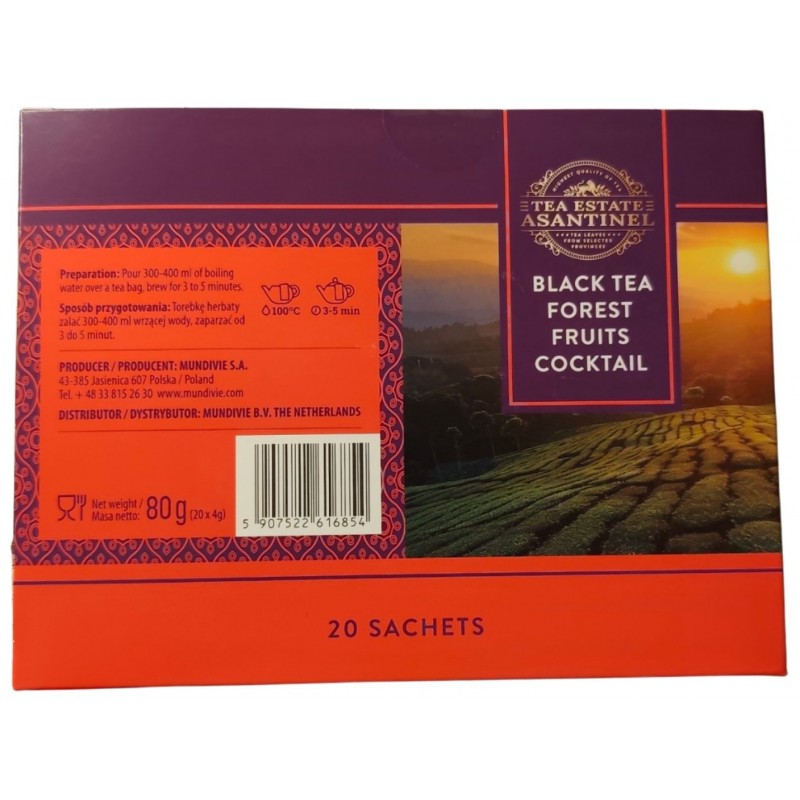 HIGHEST QUALITY OF TEA
TEA ESTATE
ASANTINEL
TEA LEAVES
FROM SELECTED
PROVINCES
BLACK TEA
FOREST
FRUITS
COCKTAIL
Preparation: Pour 300-400 ml of boiling
water over a tea bag, brew for 3 to 5 minutes.
Sposób przygotowania: Torebkę herbaty
zalać 300-400 ml wrzącej wody, zaparzać od
3 do 5 minut.
100°C
3-5 min
PRODUCER / PRODUCENT: MUNDIVIE S.A.
43-385 Jasienica 607 Polska / Poland
Tel. + 48 33 815 26 30 www.mundivie.com
DISTRIBUTOR / DYSTRYBUTOR: MUNDIVIE B.V. THE NETHERLANDS
Net weight /
Masa netto: 80 g (20 x 4g)
5 907522 616854
20 SACHETS